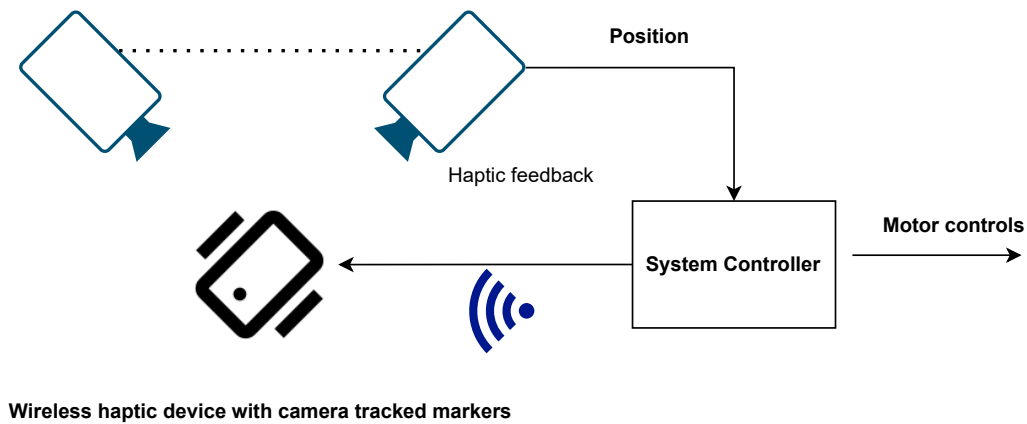 Position
Haptic feedback
Motor controls
System Controller
Wireless haptic device with camera tracked markers